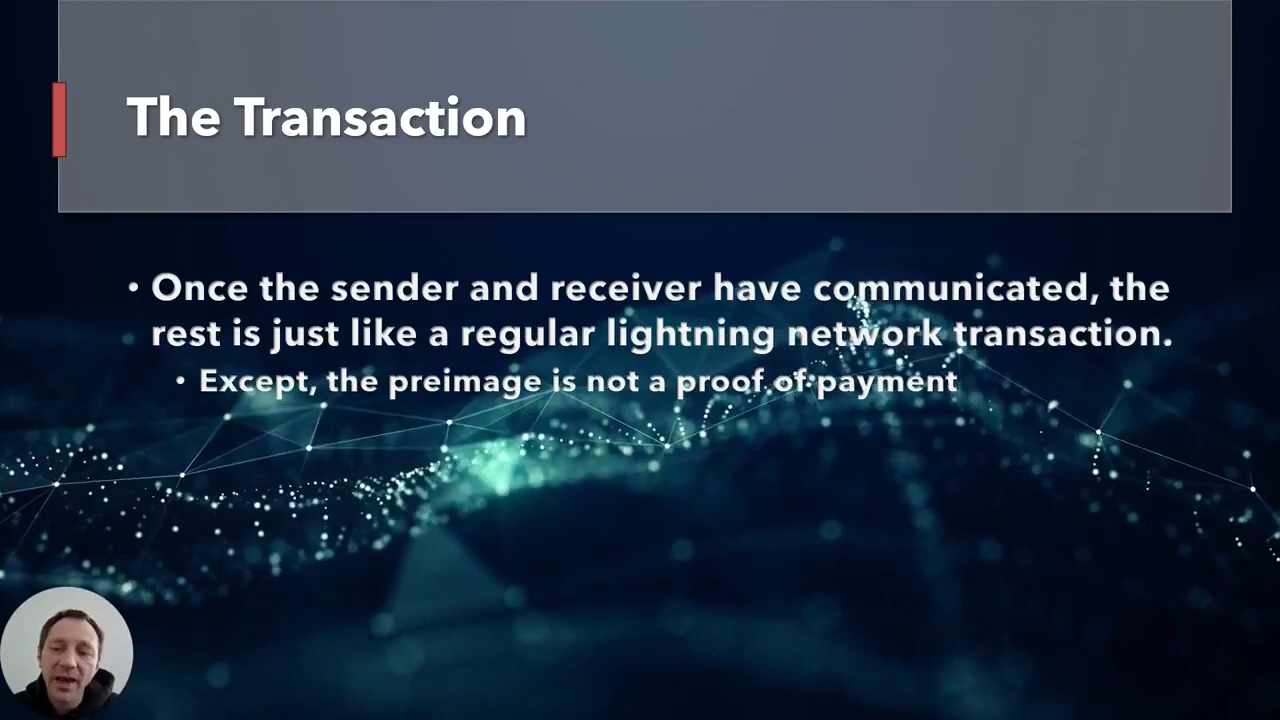 The Transaction
• Once the sender and receiver have communicated, the
rest is just like a regular lightning network transaction.
• Except, the preimage is not a proof of payment